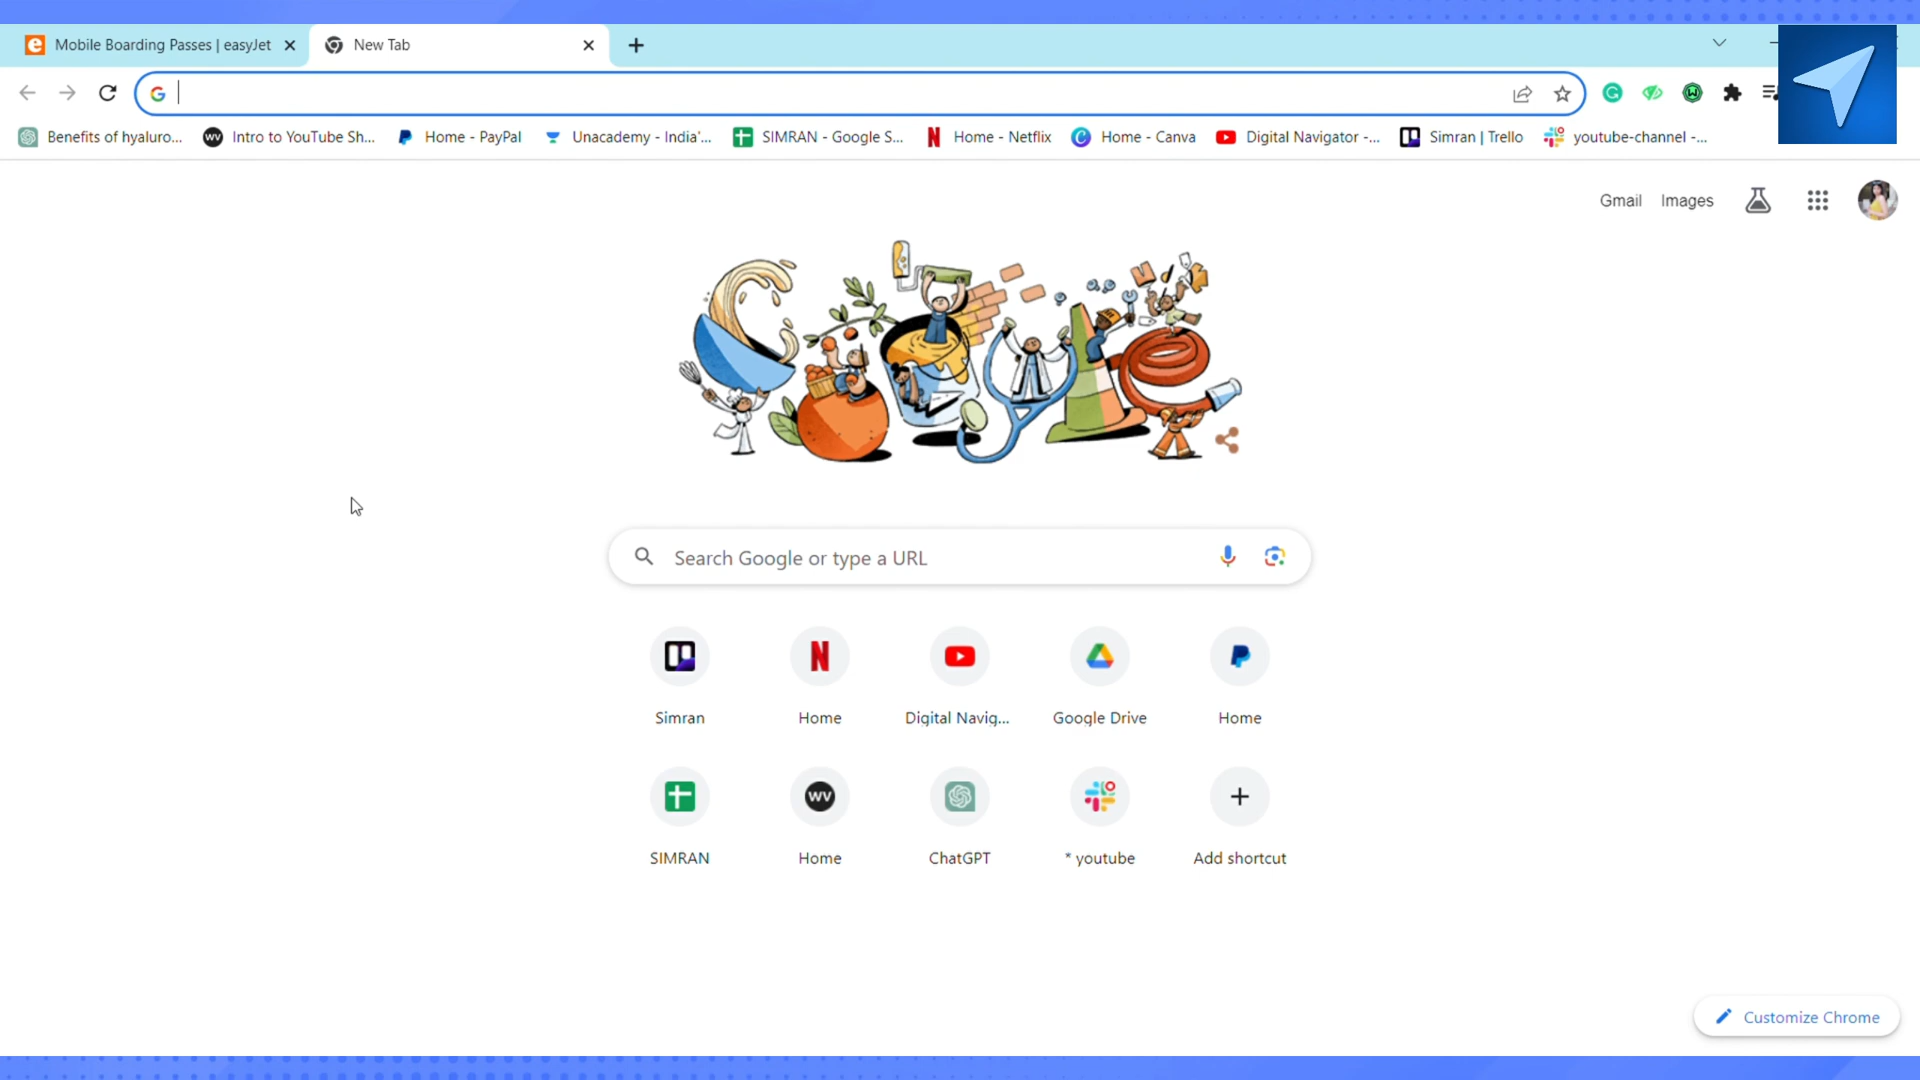 Mobile Boarding Passes | easyJet
New Tab
Benefits of hyaluro...
Intro to YouTube Sh...
Home - PayPal
Unacademy - India'...
SIMRAN - Google S...
Home - Netflix
Home - Canva
Digital Navigator -...
Simran | Trello
youtube-channel -...
Gmail
Images
Search Google or type a URL
Simran
Home
Digital Navig...
Google Drive
Home
SIMRAN
Home
ChatGPT
* youtube
Add shortcut
Customize Chrome